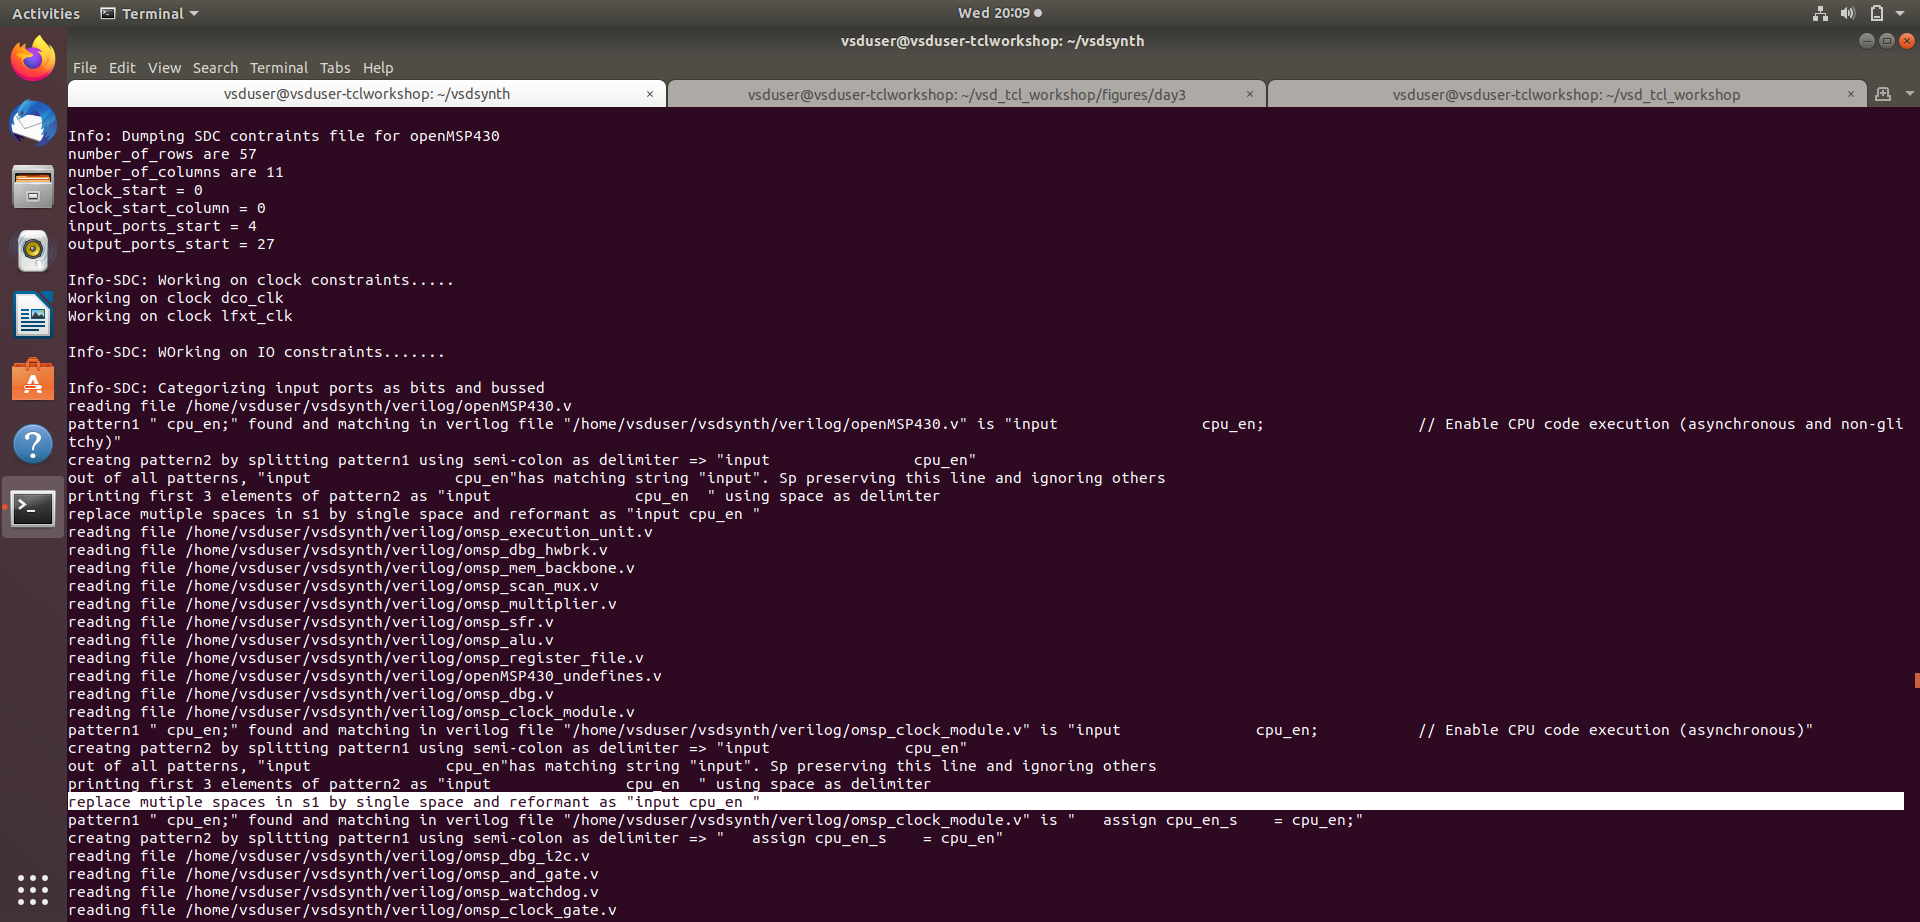 Activities Terminal Wed 20:09
vsduser@vsduser-tclworkshop: ~/vsdsynth
File Edit View Search Terminal Tabs Help
vsduser@vsduser-tclworkshop: ~/vsdsynth × vsduser@vsduser-tclworkshop: ~/vsd_tcl_workshop/figures/day3 × vsduser@vsduser-tclworkshop: ~/vsd_tcl_workshop ×
Info: Dumping SDC contraints file for openMSP430
number_of_rows are 57
number_of_columns are 11
clock_start = 0
clock_start_column = 0
input_ports_start = 4
output_ports_start = 27
Info-SDC: Working on clock constraints.....
Working on clock dco_clk
Working on clock lfxt_clk
Info-SDC: WOrking on IO constraints.......
Info-SDC: Categorizing input ports as bits and bussed
reading file /home/vsduser/vsdsynth/verilog/openMSP430.v
pattern1 " cpu_en;" found and matching in verilog file "/home/vsduser/vsdsynth/verilog/openMSP430.v" is "input                cpu_en;                 // Enable CPU code execution (asynchronous and non-gli
tchy)"
creatng pattern2 by splitting pattern1 using semi-colon as delimiter => "input                cpu_en"
out of all patterns, "input                cpu_en"has matching string "input". Sp preserving this line and ignoring others
printing first 3 elements of pattern2 as "input                cpu_en  " using space as delimiter
replace mutiple spaces in s1 by single space and reformant as "input cpu_en "
reading file /home/vsduser/vsdsynth/verilog/omsp_execution_unit.v
reading file /home/vsduser/vsdsynth/verilog/omsp_dbg_hwbrk.v
reading file /home/vsduser/vsdsynth/verilog/omsp_mem_backbone.v
reading file /home/vsduser/vsdsynth/verilog/omsp_scan_mux.v
reading file /home/vsduser/vsdsynth/verilog/omsp_multiplier.v
reading file /home/vsduser/vsdsynth/verilog/omsp_sfr.v
reading file /home/vsduser/vsdsynth/verilog/omsp_alu.v
reading file /home/vsduser/vsdsynth/verilog/omsp_register_file.v
reading file /home/vsduser/vsdsynth/verilog/openMSP430_undefines.v
reading file /home/vsduser/vsdsynth/verilog/omsp_dbg.v
reading file /home/vsduser/vsdsynth/verilog/omsp_clock_module.v
pattern1 " cpu_en;" found and matching in verilog file "/home/vsduser/vsdsynth/verilog/omsp_clock_module.v" is "input               cpu_en;           // Enable CPU code execution (asynchronous)"
creatng pattern2 by splitting pattern1 using semi-colon as delimiter => "input               cpu_en"
out of all patterns, "input               cpu_en"has matching string "input". Sp preserving this line and ignoring others
printing first 3 elements of pattern2 as "input               cpu_en  " using space as delimiter
replace mutiple spaces in s1 by single space and reformant as "input cpu_en "
pattern1 " cpu_en;" found and matching in verilog file "/home/vsduser/vsdsynth/verilog/omsp_clock_module.v" is "   assign cpu_en_s    = cpu_en;"
creatng pattern2 by splitting pattern1 using semi-colon as delimiter => "   assign cpu_en_s    = cpu_en"
reading file /home/vsduser/vsdsynth/verilog/omsp_dbg_i2c.v
reading file /home/vsduser/vsdsynth/verilog/omsp_and_gate.v
reading file /home/vsduser/vsdsynth/verilog/omsp_watchdog.v
reading file /home/vsduser/vsdsynth/verilog/omsp_clock_gate.v